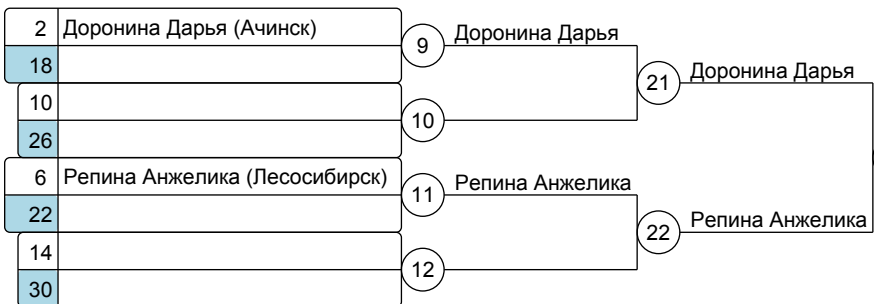 2 Доронина Дарья (Ачинск)
18
10
26
6 Репина Анжелика (Лесосибирск)
22
14
30
9 Доронина Дарья
10
11 Репина Анжелика
12
21 Доронина Дарья
22 Репина Анжелика